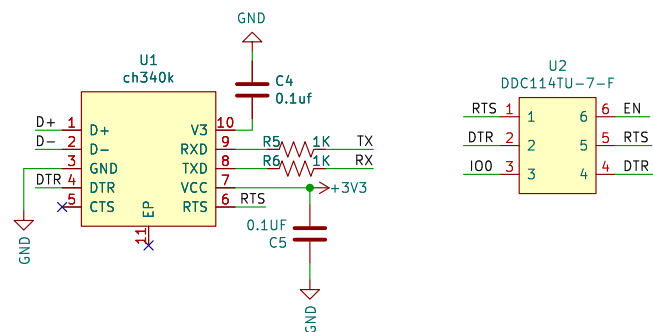 GND
U1
ch340k
C4
0.1uf
D+ 1 D+ V3 10
D- 2 D- RXD 9 R5 1K TX
3 GND TXD 8 R6 1K RX
DTR 4 DTR VCC 7 +3V3
5 CTS RTS 6 RTS
EP
11
GND
0.1UF
C5
GND
U2
DDC114TU-7-F
RTS 1 1 6 6 EN
DTR 2 2 5 5 RTS
IO0 3 3 4 4 DTR